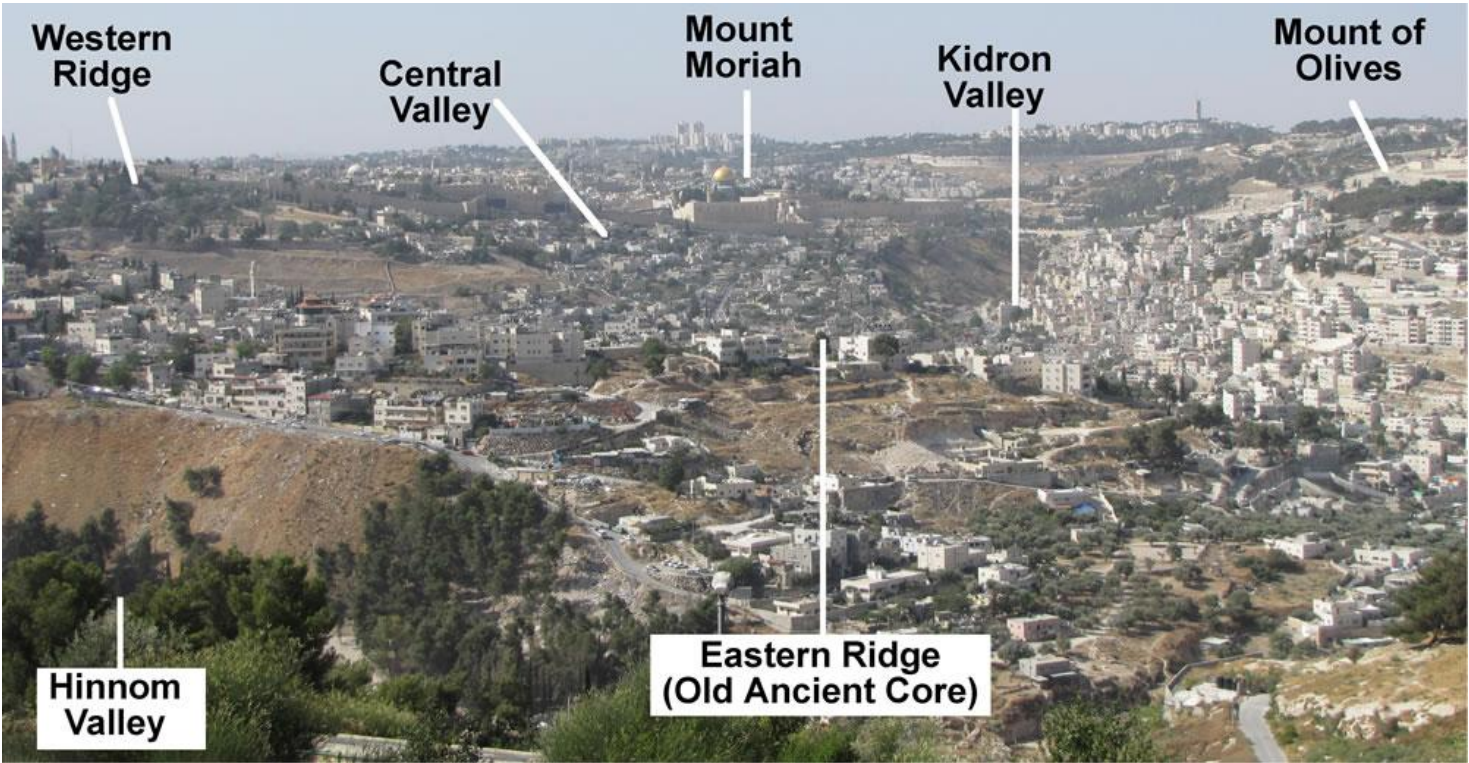 Western
Ridge
Central
Valley
Mount
Moriah
Kidron
Valley
Mount of
Olives
Hinnom
Valley
Eastern Ridge
(Old Ancient Core)